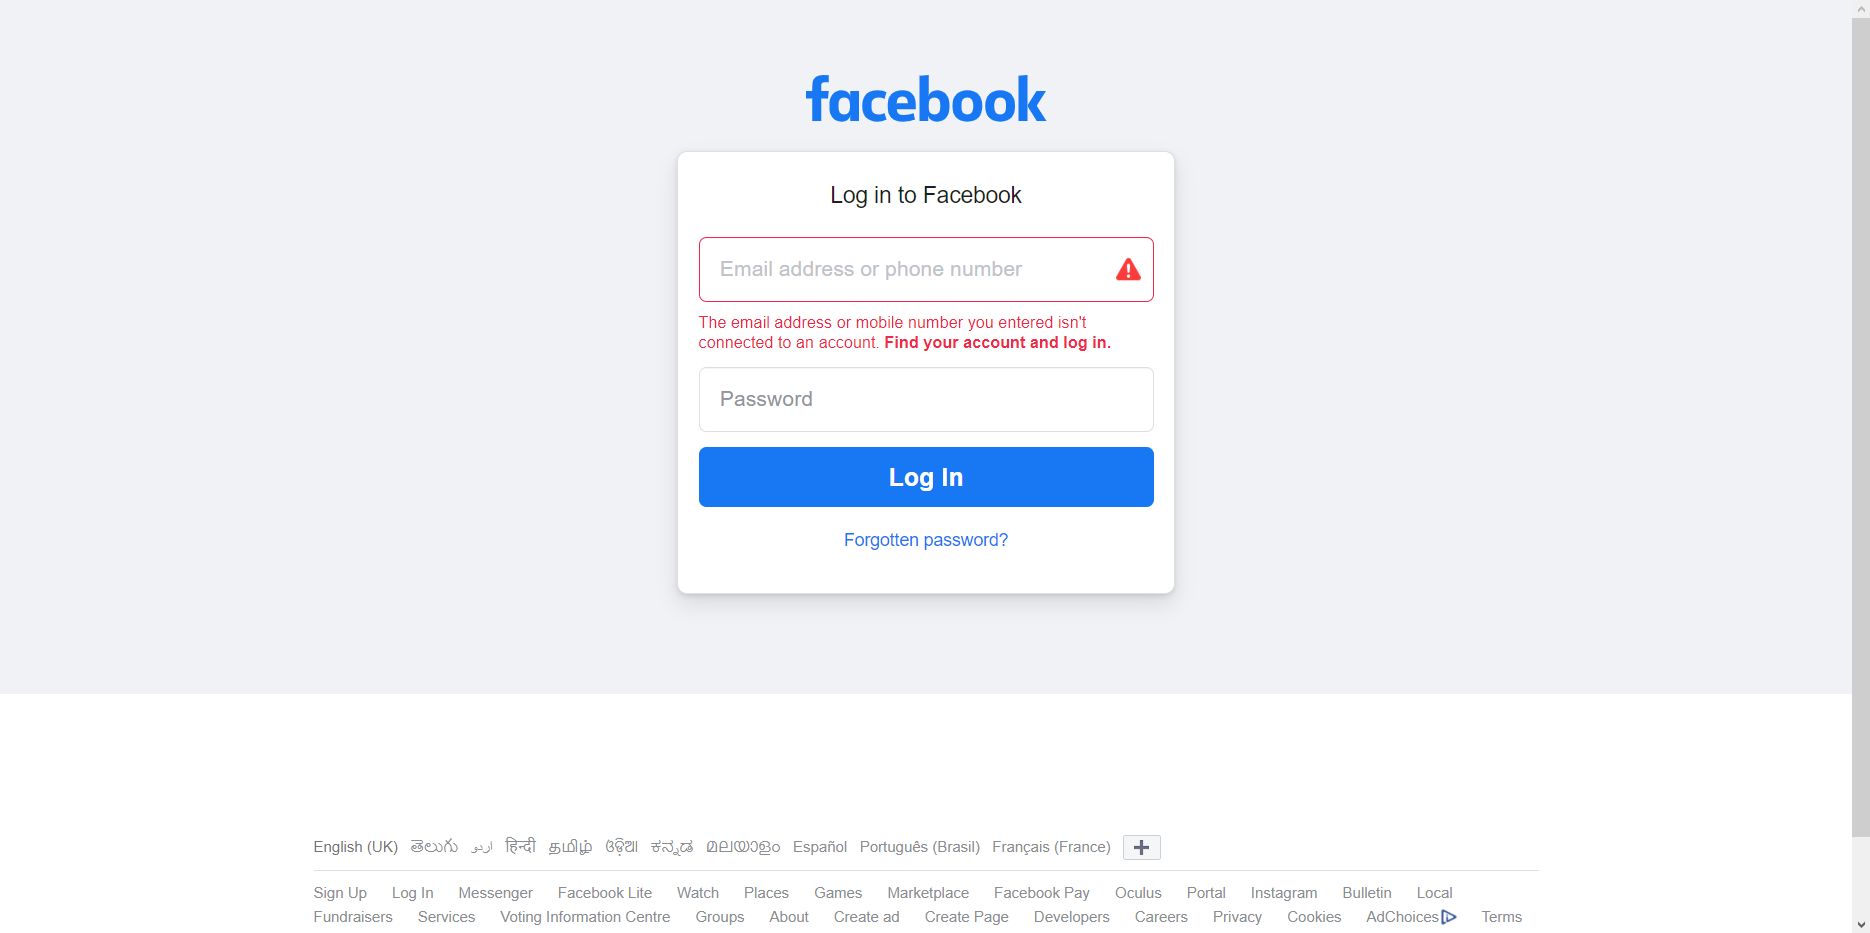 facebook
Log in to Facebook
Email address or phone number
The email address or mobile number you entered isn't
connected to an account. Find your account and log in.
Password
Log In
Forgotten password?
English (UK) తెలుగు اردو हिन्दी தமிழ் ଓଡ଼ିଆ ಕನ್ನಡ മലയാളം Español Português (Brasil) Français (France)
Sign Up Log In Messenger Facebook Lite Watch Places Games Marketplace Facebook Pay Oculus Portal Instagram Bulletin Local
Fundraisers Services Voting Information Centre Groups About Create ad Create Page Developers Careers Privacy Cookies AdChoices Terms